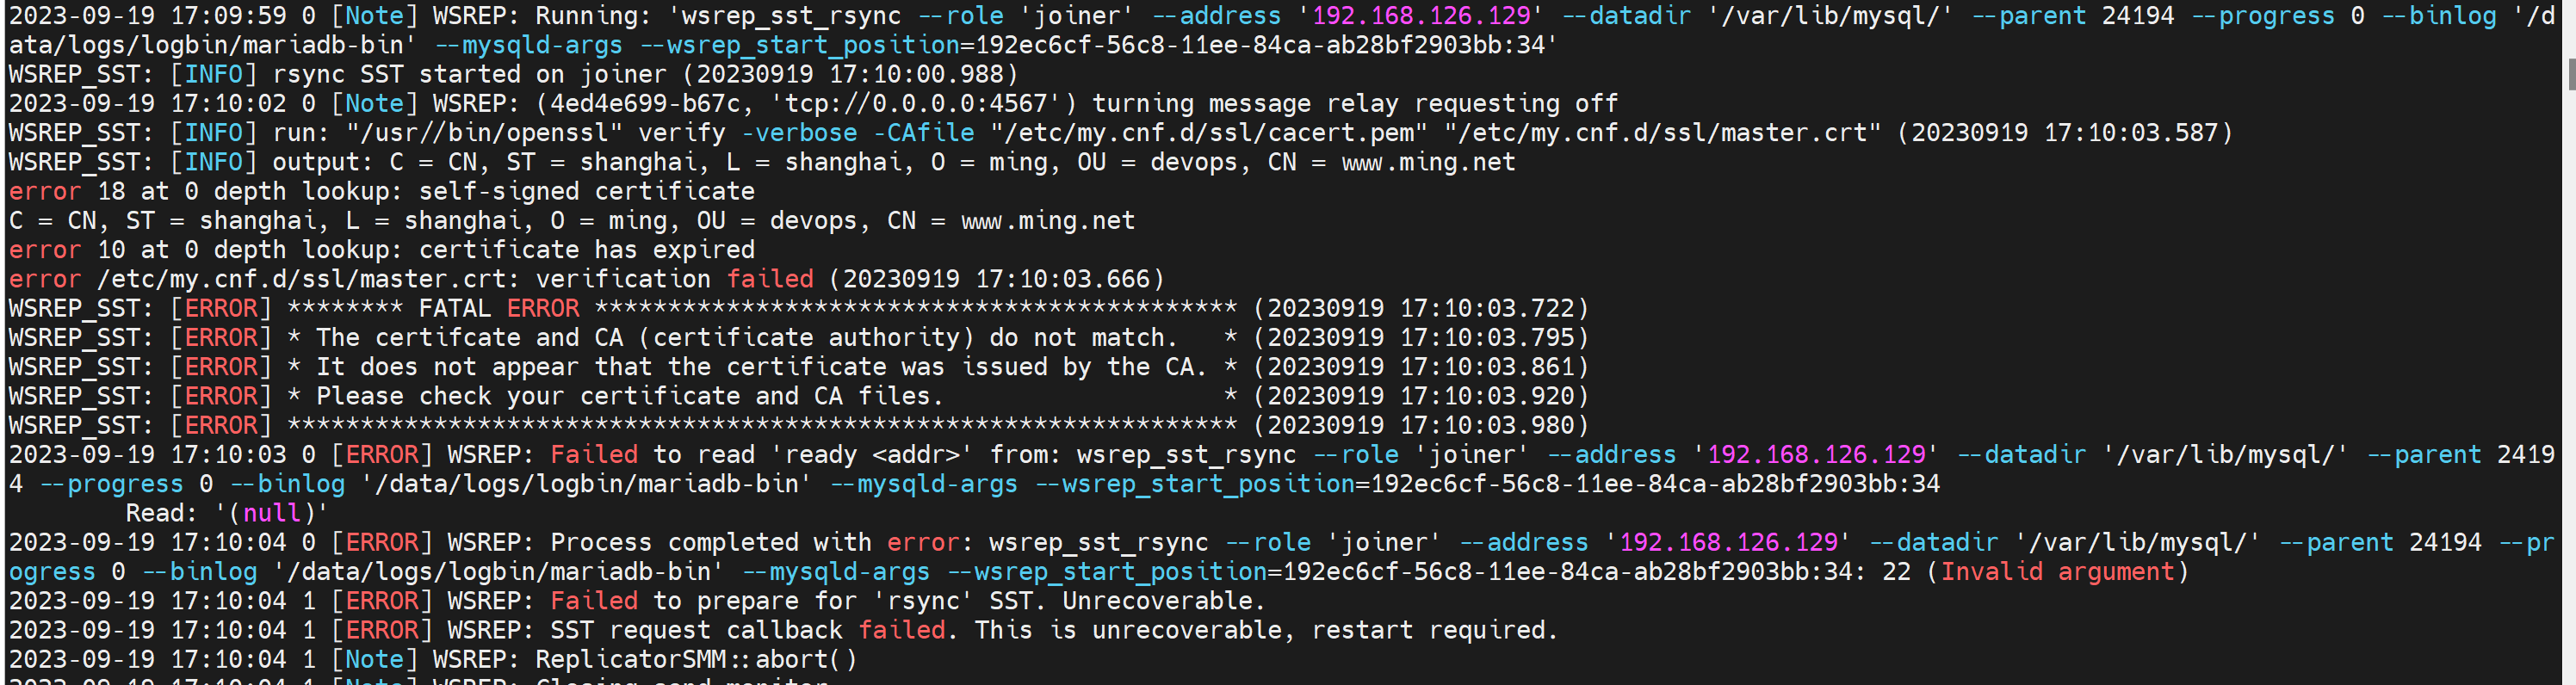 2023-09-19 17:09:59 0 [Note] WSREP: Running: 'wsrep_sst_rsync --role 'joiner' --address '192.168.126.129' --datadir '/var/lib/mysql/' --parent 24194 --progress 0 --binlog '/d
ata/logs/logbin/mariadb-bin' --mysqld-args --wsrep_start_position=192ec6cf-56c8-11ee-84ca-ab28bf2903bb:34'
WSREP_SST: [INFO] rsync SST started on joiner (20230919 17:10:00.988)
2023-09-19 17:10:02 0 [Note] WSREP: (4ed4e699-b67c, 'tcp://0.0.0.0:4567') turning message relay requesting off
WSREP_SST: [INFO] run: "/usr//bin/openssl" verify -verbose -CAfile "/etc/my.cnf.d/ssl/cacert.pem" "/etc/my.cnf.d/ssl/master.crt" (20230919 17:10:03.587)
WSREP_SST: [INFO] output: C = CN, ST = shanghai, L = shanghai, O = ming, OU = devops, CN = www.ming.net
error 18 at 0 depth lookup: self-signed certificate
C = CN, ST = shanghai, L = shanghai, O = ming, OU = devops, CN = www.ming.net
error 10 at 0 depth lookup: certificate has expired
error /etc/my.cnf.d/ssl/master.crt: verification failed (20230919 17:10:03.666)
WSREP_SST: [ERROR] ******** FATAL ERROR ******************************************** (20230919 17:10:03.722)
WSREP_SST: [ERROR] * The certifcate and CA (certificate authority) do not match.   * (20230919 17:10:03.795)
WSREP_SST: [ERROR] * It does not appear that the certificate was issued by the CA. * (20230919 17:10:03.861)
WSREP_SST: [ERROR] * Please check your certificate and CA files.                   * (20230919 17:10:03.920)
WSREP_SST: [ERROR] ***************************************************************** (20230919 17:10:03.980)
2023-09-19 17:10:03 0 [ERROR] WSREP: Failed to read 'ready <addr>' from: wsrep_sst_rsync --role 'joiner' --address '192.168.126.129' --datadir '/var/lib/mysql/' --parent 2419
4 --progress 0 --binlog '/data/logs/logbin/mariadb-bin' --mysqld-args --wsrep_start_position=192ec6cf-56c8-11ee-84ca-ab28bf2903bb:34
        Read: '(null)'
2023-09-19 17:10:04 0 [ERROR] WSREP: Process completed with error: wsrep_sst_rsync --role 'joiner' --address '192.168.126.129' --datadir '/var/lib/mysql/' --parent 24194 --pr
ogress 0 --binlog '/data/logs/logbin/mariadb-bin' --mysqld-args --wsrep_start_position=192ec6cf-56c8-11ee-84ca-ab28bf2903bb:34: 22 (Invalid argument)
2023-09-19 17:10:04 1 [ERROR] WSREP: Failed to prepare for 'rsync' SST. Unrecoverable.
2023-09-19 17:10:04 1 [ERROR] WSREP: SST request callback failed. This is unrecoverable, restart required.
2023-09-19 17:10:04 1 [Note] WSREP: ReplicatorSMM::abort()
2023-09-19 17:10:04 1 [Note] WSREP: Closing send monitor